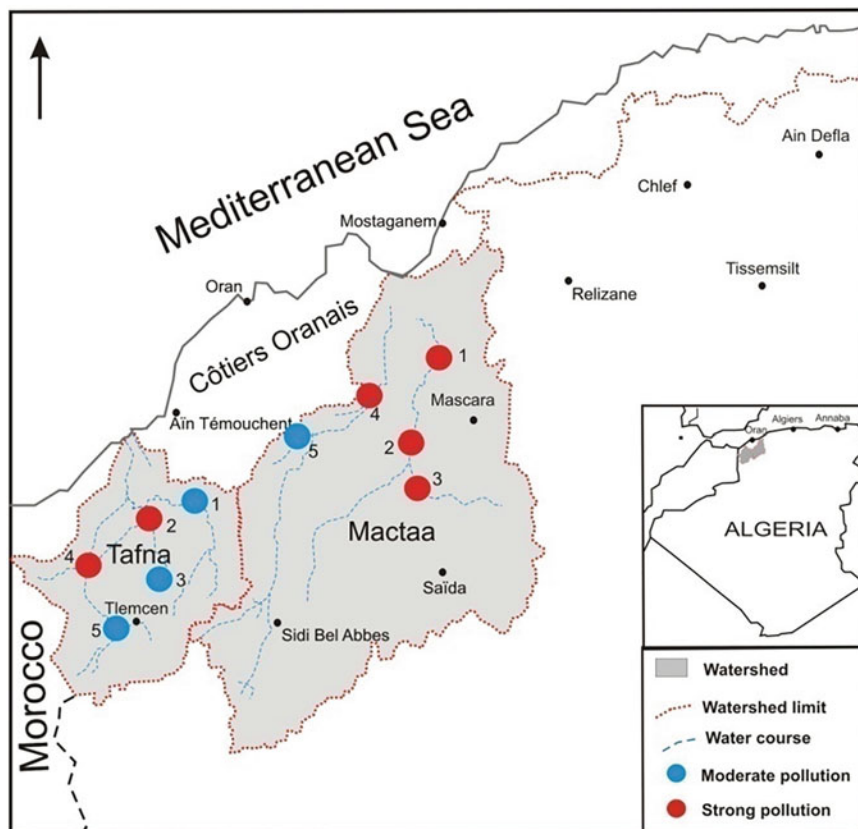 Mediterranean Sea
Ain Defla
Chlef
Mostaganem
Tissemsilt
Relizane
Oran
Côtiers Oranais
1
4
Mascara
Aïn Témouchent
5
2
3
1
2
Mactaa
4
Tafna
3
Saïda
Tlemcen
5
Sidi Bel Abbes
Morocco
Oran
Algiers
Annaba
ALGERIA
Watershed
Watershed limit
Water course
Moderate pollution
Strong pollution